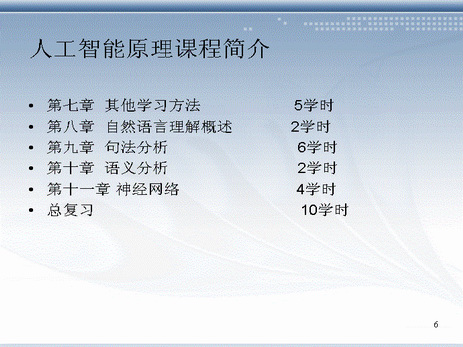 人工智能原理课程简介
• 第七章 其他学习方法 5学时
• 第八章 自然语言理解概述 2学时
• 第九章 句法分析 6学时
• 第十章 语义分析 2学时
• 第十一章 神经网络 4学时
• 总复习 10学时
6